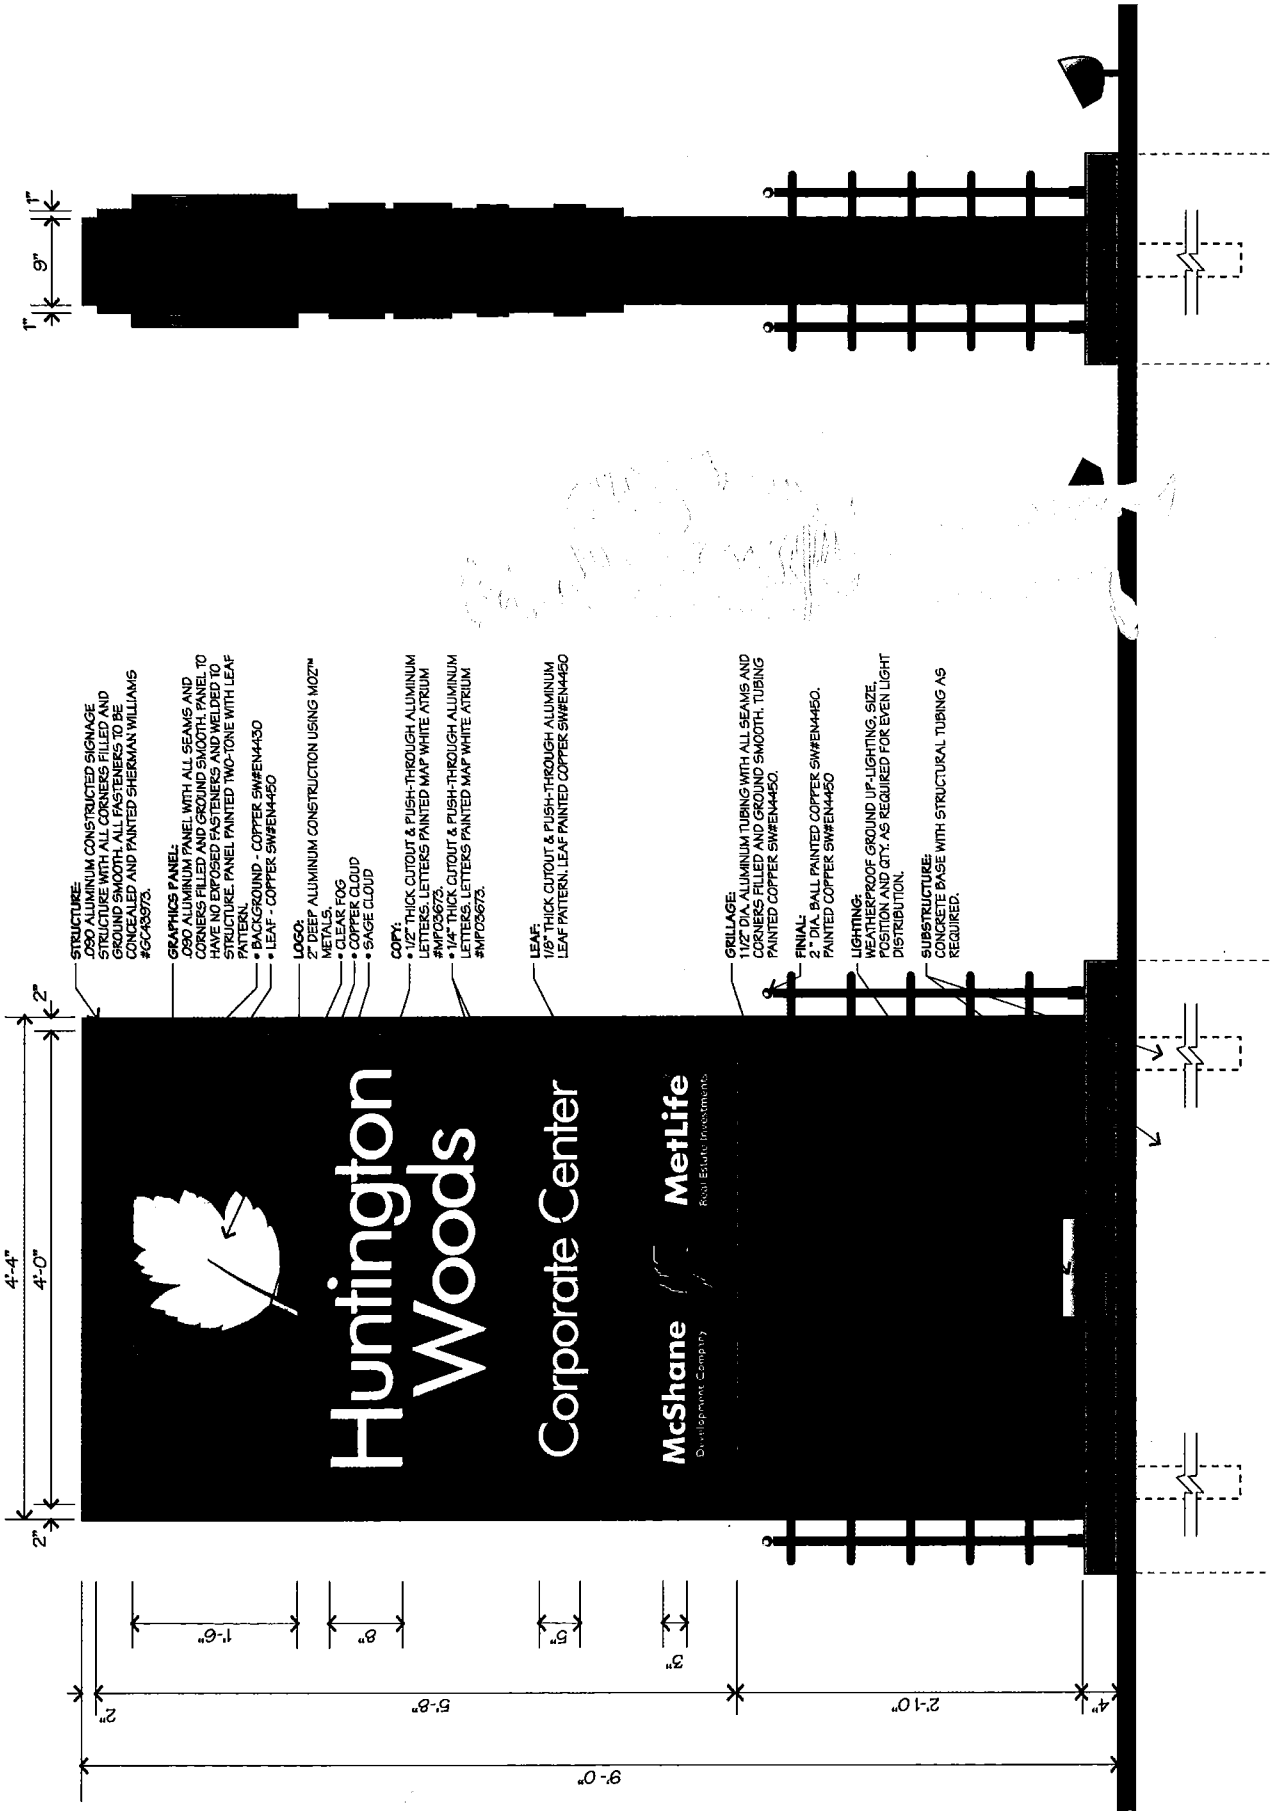 4'-4"
2"
4'-0"
2"
1"
9"
1"
9'-0"
2"
5'-8"
2'-10"
4"
1'-6"
8"
5"
3"
Huntington
Woods
Corporate Center
McShane
Development Company
MetLife
Real Estate Investments
STRUCTURE:
.090 ALUMINUM CONSTRUCTED SIGNAGE
STRUCTURE WITH ALL CORNERS FILLED AND
GROUND SMOOTH. ALL FASTENERS TO BE
CONCEALED AND PAINTED SHERMAN WILLIAMS
#GC43973.
GRAPHICS PANEL:
.090 ALUMINUM PANEL WITH ALL SEAMS AND
CORNERS FILLED AND GROUND SMOOTH. PANEL TO
HAVE NO EXPOSED FASTENERS AND WELDED TO
STRUCTURE. PANEL PAINTED TWO-TONE WITH LEAF
PATTERN.
• BACKGROUND - COPPER SW#EN4430
• LEAF - COPPER SW#EN4450
LOGO:
2" DEEP ALUMINUM CONSTRUCTION USING MOZ™
METALS.
• CLEAR FOG
• COPPER CLOUD
• SAGE CLOUD
COPY:
• 1/2" THICK CUTOUT & PUSH-THROUGH ALUMINUM
LETTERS. LETTERS PAINTED MAP WHITE ATRIUM
#MP03673.
• 1/4" THICK CUTOUT & PUSH-THROUGH ALUMINUM
LETTERS. LETTERS PAINTED MAP WHITE ATRIUM
#MP03673.
LEAF:
1/8" THICK CUTOUT & PUSH-THROUGH ALUMINUM
LEAF PATTERN. LEAF PAINTED COPPER SW#EN4450
GRILLAGE:
1 1/2" DIA. ALUMINUM TUBING WITH ALL SEAMS AND
CORNERS FILLED AND GROUND SMOOTH. TUBING
PAINTED COPPER SW#EN4450.
FINIAL:
2" DIA. BALL PAINTED COPPER SW#EN4450.
PAINTED COPPER SW#EN4450
LIGHTING:
WEATHERPROOF GROUND UP-LIGHTING, SIZE,
POSITION AND QTY. AS REQUIRED FOR EVEN LIGHT
DISTRIBUTION.
SUBSTRUCTURE:
CONCRETE BASE WITH STRUCTURAL TUBING AS
REQUIRED.